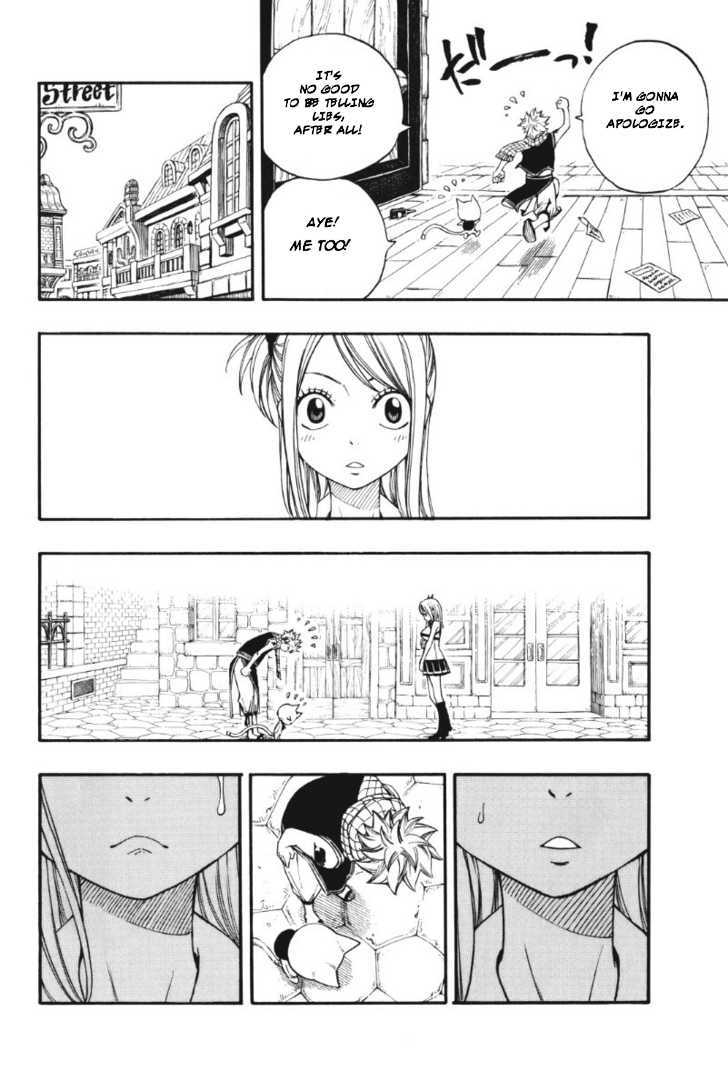 I'M GONNA
GO
APOLOGIZE.
だーっ!
IT'S
NO GOOD
TO BE TELLING
LIES,
AFTER ALL!
AYE!
ME TOO!
Street